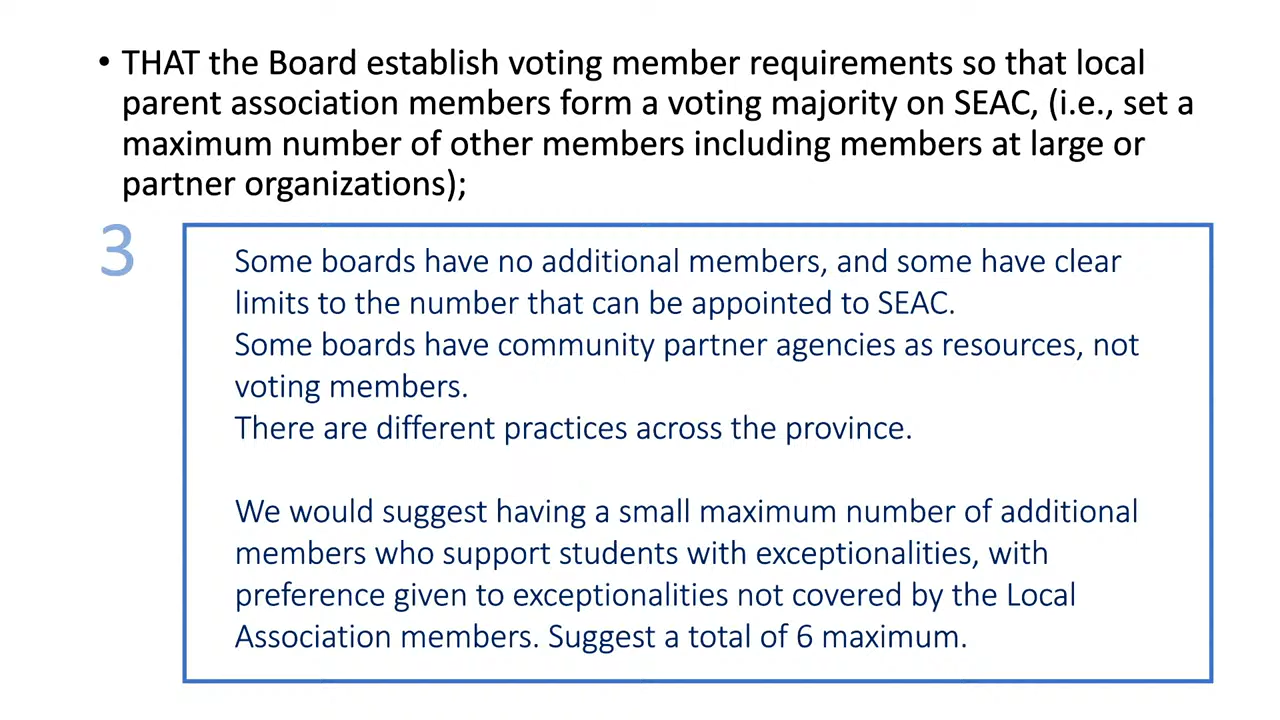 • THAT the Board establish voting member requirements so that local
parent association members form a voting majority on SEAC, (i.e., set a
maximum number of other members including members at large or
partner organizations);
3
Some boards have no additional members, and some have clear
limits to the number that can be appointed to SEAC.
Some boards have community partner agencies as resources, not
voting members.
There are different practices across the province.
We would suggest having a small maximum number of additional
members who support students with exceptionalities, with
preference given to exceptionalities not covered by the Local
Association members. Suggest a total of 6 maximum.